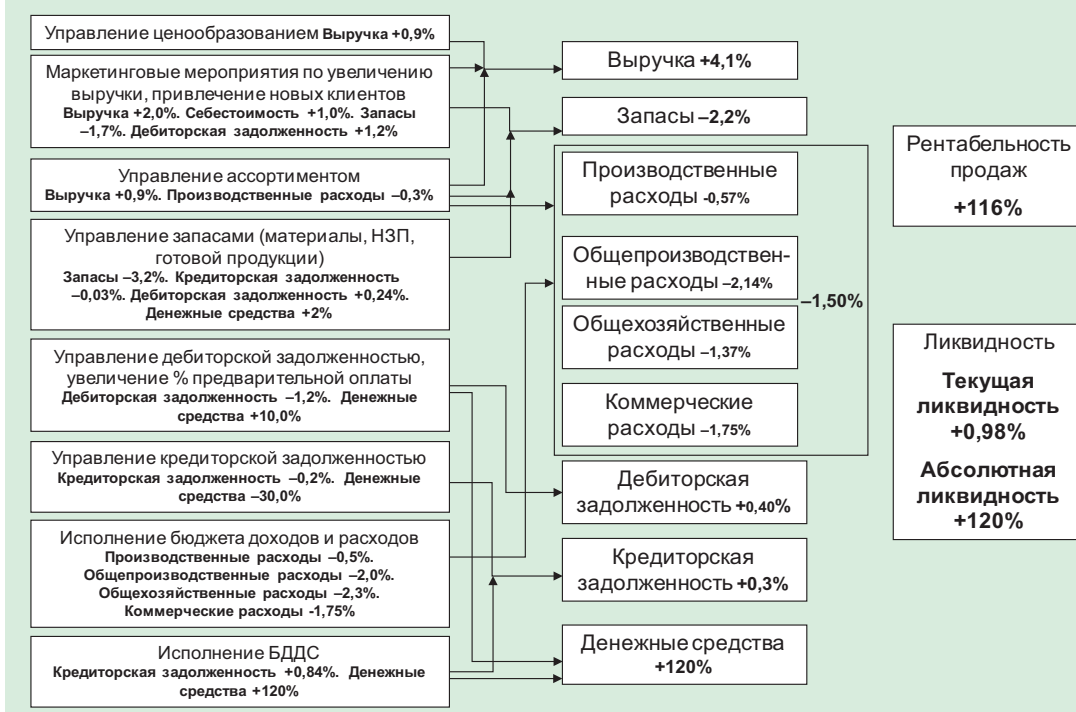 Управление ценообразованием Выручка +0,9%
Маркетинговые мероприятия по увеличению
выручки, привлечение новых клиентов
Выручка +2,0%. Себестоимость +1,0%. Запасы
–1,7%. Дебиторская задолженность +1,2%
Управление ассортиментом
Выручка +0,9%. Производственные расходы –0,3%
Управление запасами (материалы, НЗП,
готовой продукции)
Запасы –3,2%. Кредиторская задолженность
–0,03%. Дебиторская задолженность +0,24%.
Денежные средства +2%
Управление дебиторской задолженностью,
увеличение % предварительной оплаты
Дебиторская задолженность –1,2%. Денежные
средства +10,0%
Управление кредиторской задолженностью
Кредиторская задолженность –0,2%. Денежные
средства –30,0%
Исполнение бюджета доходов и расходов
Производственные расходы –0,5%.
Общепроизводственные расходы –2,0%.
Общехозяйственные расходы –2,3%.
Коммерческие расходы -1,75%
Исполнение БДДС
Кредиторская задолженность +0,84%. Денежные
средства +120%
Выручка +4,1%
Запасы –2,2%
Производственные
расходы -0,57%
Общепроизводствен-
ные расходы –2,14%
Общехозяйственные
расходы –1,37%
Коммерческие
расходы –1,75%
–1,50%
Дебиторская
задолженность +0,40%
Кредиторская
задолженность +0,3%
Денежные средства
+120%
Рентабельность
продаж
+116%
Ликвидность
Текущая
ликвидность
+0,98%
Абсолютная
ликвидность
+120%